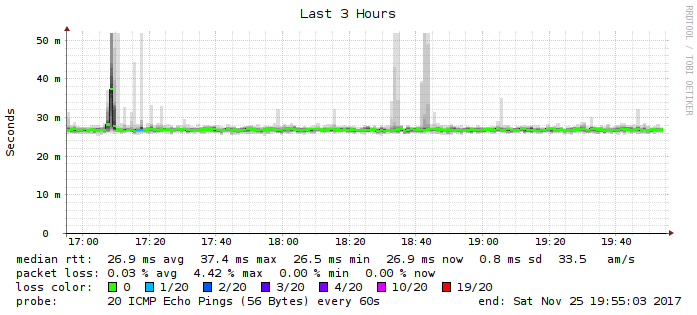 Last 3 Hours
RRDTOOL / TOBI OETIKER
Seconds
50 m
40 m
30 m
20 m
10 m
0
17:00 17:20 17:40 18:00 18:20 18:40 19:00 19:20 19:40
median rtt: 26.9 ms avg 37.4 ms max 26.5 ms min 26.9 ms now 0.8 ms sd 33.5 am/s
packet loss: 0.03 % avg 4.42 % max 0.00 % min 0.00 % now
loss color: 0 1/20 2/20 3/20 4/20 10/20 19/20
probe: 20 ICMP Echo Pings (56 Bytes) every 60s end: Sat Nov 25 19:55:03 2017